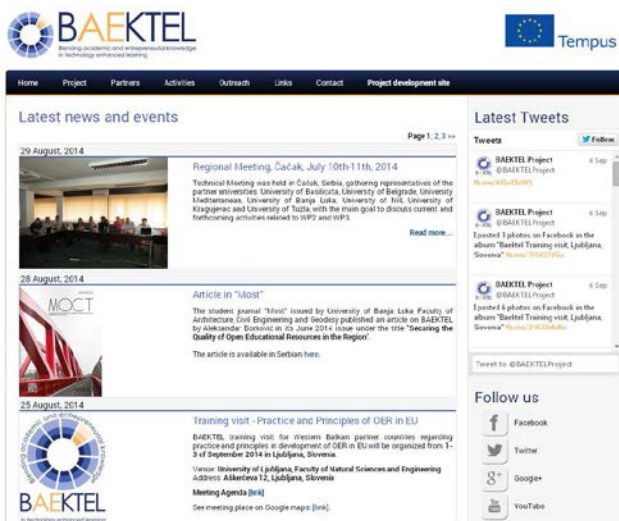 BAEKTEL
Blending academic and entrepreneurial knowledge
in technology enhanced learning
Tempus
Home Project Partners Activities Outreach Links Contact Project development site
Latest news and events
Page 1, 2, 3 >>
29 August, 2014
Regional Meeting, Čačak, July 10th-11th, 2014
Technical Meeting was held in Čačak, Serbia, gathering representatives of the
partner universities: University of Basilicata, University of Belgrade, University
Mediterranean, University of Banja Luka, University of Niš, University of
Kragujevac and University of Tuzla, with the main goal to discuss current and
forthcoming activities related to WP2 and WP3.
Read more...
28 August, 2014
МОСТ
Article in "Most"
The student journal "Most" issued by University of Banja Luka Faculty of
Architecture, Civil Engineering and Geodesy published an article on BAEKTEL
by Aleksandar Borković in its June 2014 issue under the title "Securing the
Quality of Open Educational Resources in the Region".
The article is available in Serbian here.
25 August, 2014
Blending academic and entrepreneurial knowledge
BAEKTEL
in technology enhanced learning
Training visit - Practice and Principles of OER in EU
BAEKTEL training visit for Western Balkan partner countries regarding
practice and principles in development of OER in EU will be organized from 1-
3 of September 2014 in Ljubljana, Slovenia.
Venue: University of Ljubljana, Faculty of Natural Sciences and Engineering
Address: Aškerčeva 12, Ljubljana, Slovenia
Meeting Agenda [link]
See meeting place on Google maps: [link].
Latest Tweets
Tweets Follow
BAEKTEL Project 6 Sep
@BAEKTELProject
BAEKTEL Project 6 Sep
@BAEKTELProject
I posted 3 photos on Facebook in the
album "Baektel Training visit, Ljubljana,
Slovenia"
BAEKTEL Project 6 Sep
@BAEKTELProject
I posted 6 photos on Facebook in the
album "Baektel Training visit, Ljubljana,
Slovenia"
Tweet to @BAEKTELProject
Follow us
Facebook
Twitter
Google+
YouTube